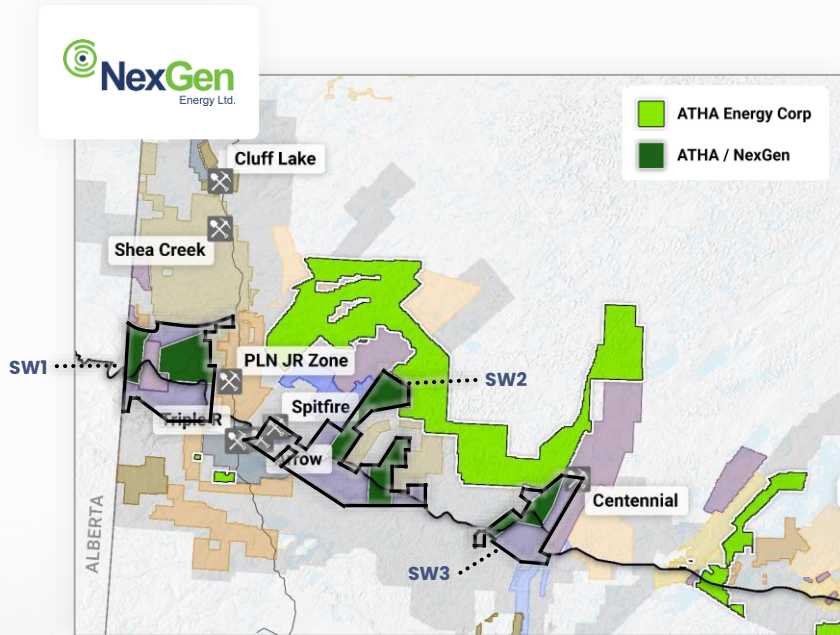 NexGen
Energy Ltd.
ATHA Energy Corp
ATHA / NexGen
Cluff Lake
Shea Creek
SW1
PLN JR Zone
SW2
Spitfire
Triple R
Centennial
ALBERTA
SW3